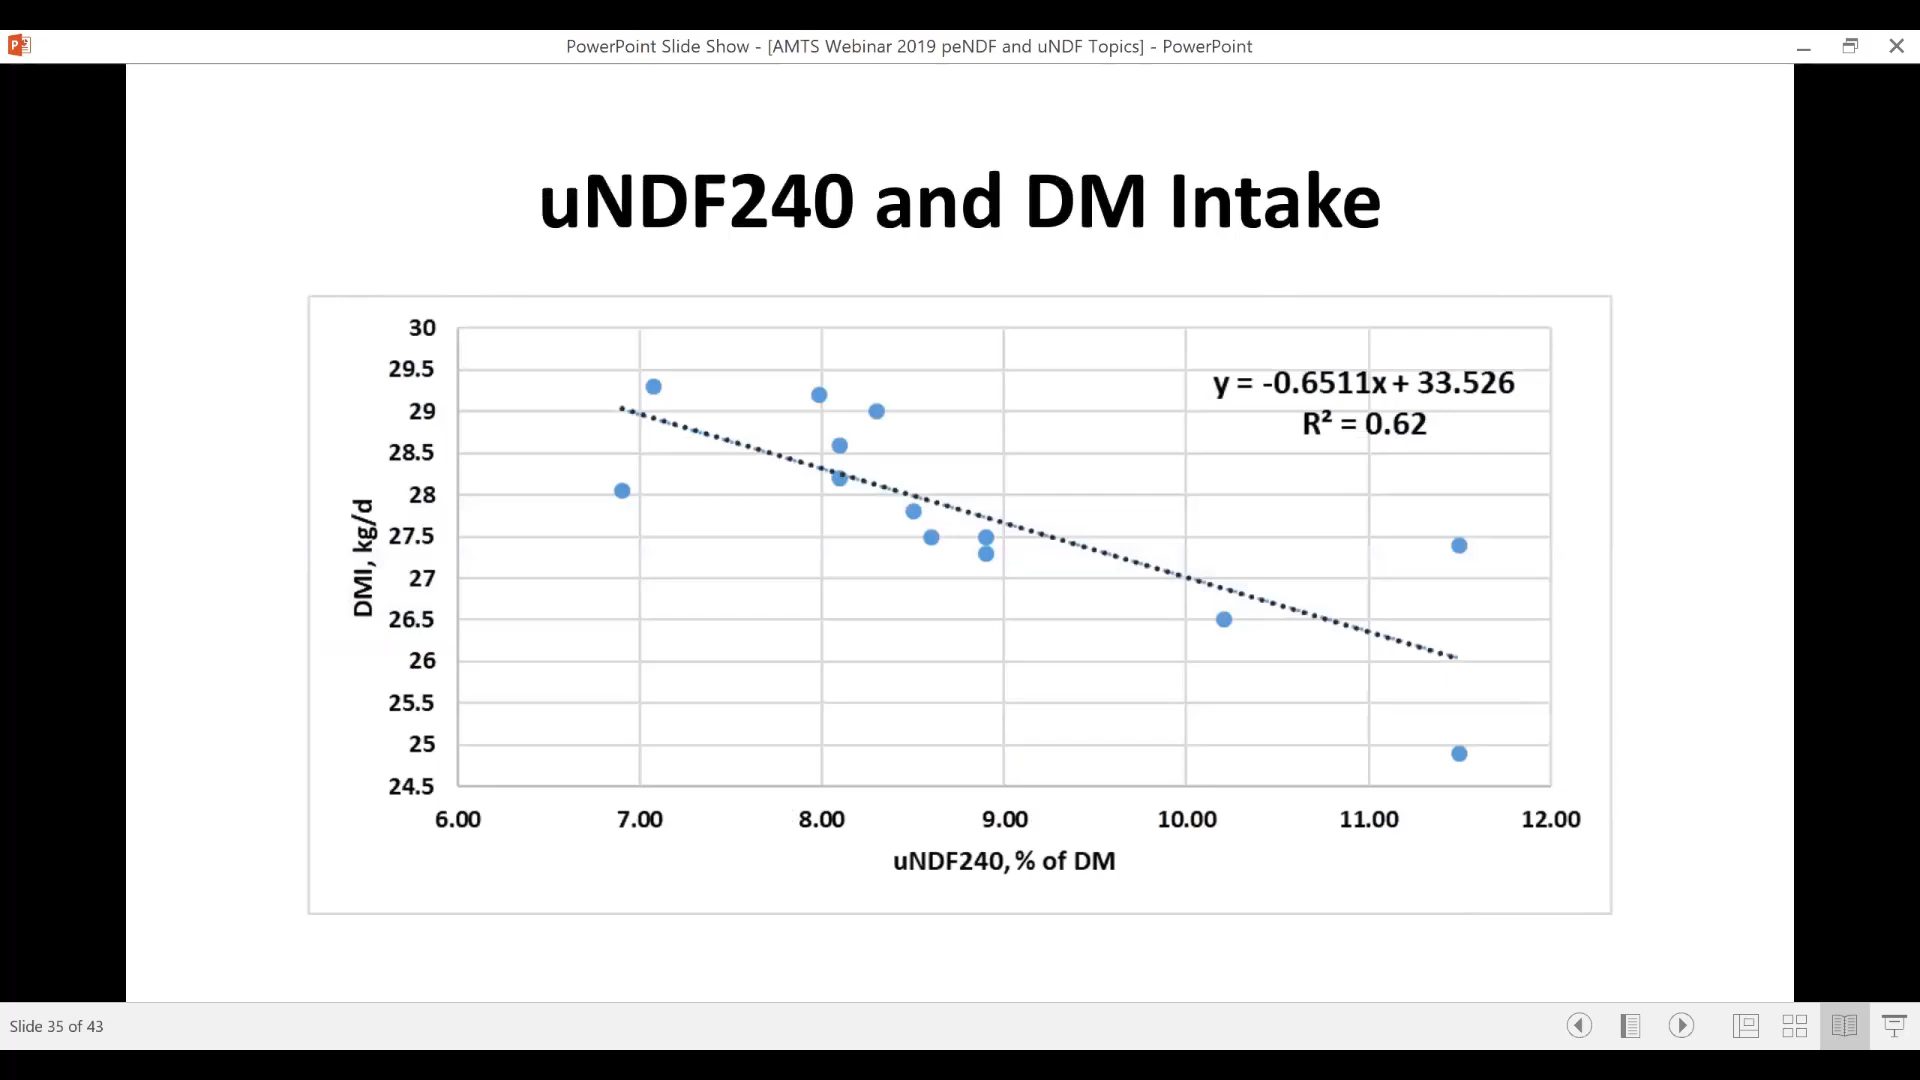 PowerPoint Slide Show - [AMTS Webinar 2019 peNDF and uNDF Topics] - PowerPoint
uNDF240 and DM Intake
y = -0.6511x + 33.526
R² = 0.62
30
29.5
29
28.5
28
27.5
27
26.5
26
25.5
25
24.5
DMI, kg/d
6.00 7.00 8.00 9.00 10.00 11.00 12.00
uNDF240, % of DM
Slide 35 of 43